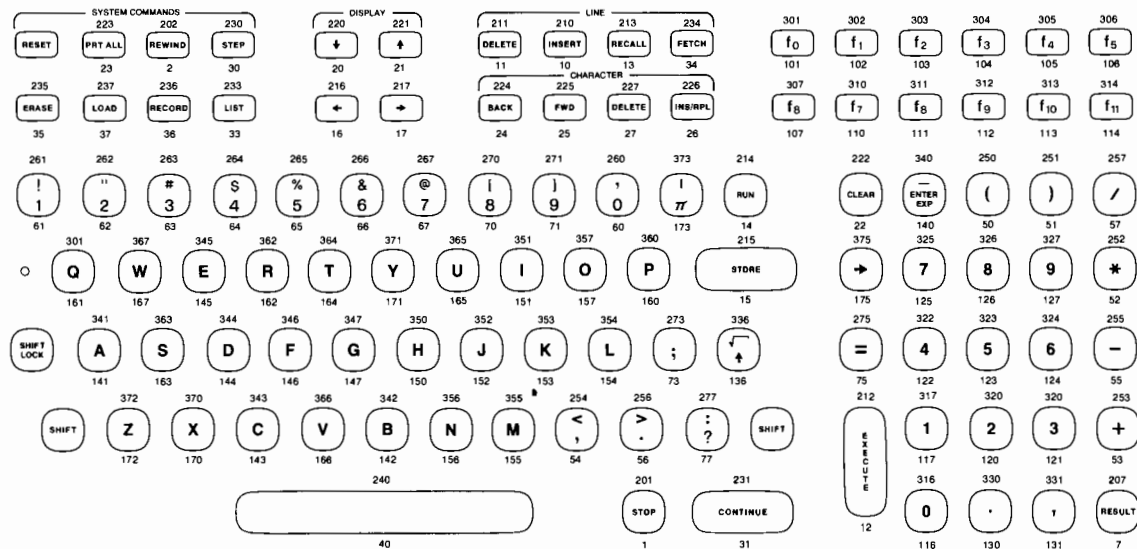 SYSTEM COMMANDS DISPLAY LINE
223 202 230 220 221 211 210 213 234 301 302 303 304 305 306
RESET PRT ALL REWIND STEP ↓ ↑ DELETE INSERT RECALL FETCH f0 f1 f2 f3 f4 f5
23 2 30 20 21 11 10 13 34 101 102 103 104 105 106
CHARACTER
235 237 236 233 216 217 224 225 227 226 307 310 311 312 313 314
ERASE LOAD RECORD LIST ← → BACK FWD DELETE INS/RPL f8 f7 f8 f9 f10 f11
35 37 36 33 16 17 24 25 27 26 107 110 111 112 113 114
261 262 263 264 265 266 267 270 271 260 373 214 222 340 250 251 257
! " # $ % & @ [ ] ' | —
1 2 3 4 5 6 7 8 9 0 π RUN CLEAR ENTER EXP ( ) /
61 62 63 64 65 66 67 70 71 60 173 14 22 140 50 51 57
301 367 345 362 364 371 365 351 357 360 215 375 325 326 327 252
Q W E R T Y U I O P STORE → 7 8 9 *
161 167 145 162 164 171 165 151 157 160 15 175 125 126 127 52
341 363 344 346 347 350 352 353 354 273 336 275 322 323 324 255
SHIFT LOCK A S D F G H J K L ; √ ↑ = 4 5 6 −
141 163 144 146 147 150 152 153 154 73 136 75 122 123 124 55
372 370 343 366 342 356 355 254 256 277 212 317 320 320 253
SHIFT Z X C V B N M < , > . : ? SHIFT EXECUTE 1 2 3 +
172 170 143 166 142 156 155 54 56 77 117 120 121 53
240 201 231 316 330 331 207
STOP CONTINUE 0 . , RESULT
40 1 31 12 116 130 131 7